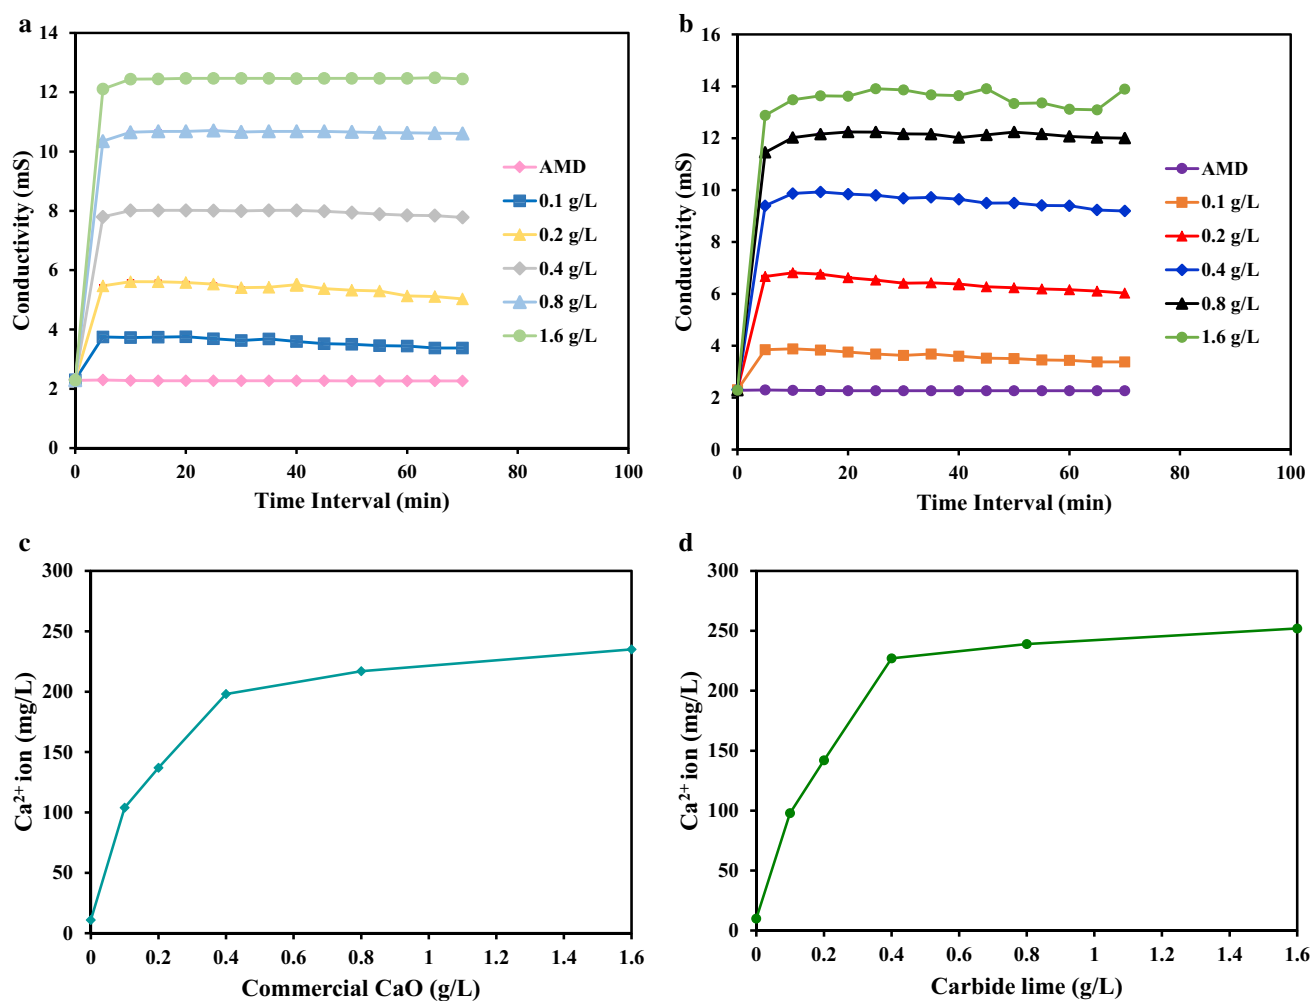 a
Conductivity (mS)
14
12
10
8
6
4
2
0
0 20 40 60 80 100
Time Interval (min)
AMD
0.1 g/L
0.2 g/L
0.4 g/L
0.8 g/L
1.6 g/L
b
Conductivity (mS)
16
14
12
10
8
6
4
2
0
0 20 40 60 80 100
Time Interval (min)
AMD
0.1 g/L
0.2 g/L
0.4 g/L
0.8 g/L
1.6 g/L
c
Ca²⁺ ion (mg/L)
300
250
200
150
100
50
0
0 0.2 0.4 0.6 0.8 1 1.2 1.4 1.6
Commercial CaO (g/L)
d
Ca²⁺ ion (mg/L)
300
250
200
150
100
50
0
0 0.2 0.4 0.6 0.8 1 1.2 1.4 1.6
Carbide lime (g/L)